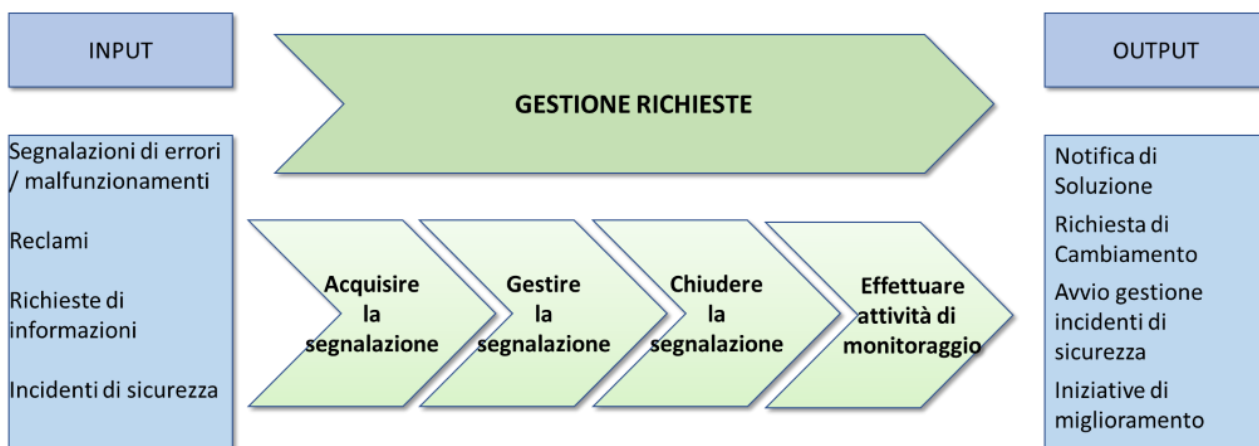 INPUT
GESTIONE RICHIESTE
OUTPUT
Segnalazioni di errori
/ malfunzionamenti
Reclami
Richieste di
informazioni
Incidenti di sicurezza
Acquisire
la
segnalazione
Gestire
la
segnalazione
Chiudere
la
segnalazione
Effettuare
attività di
monitoraggio
Notifica di
Soluzione
Richiesta di
Cambiamento
Avvio gestione
incidenti di
sicurezza
Iniziative di
miglioramento